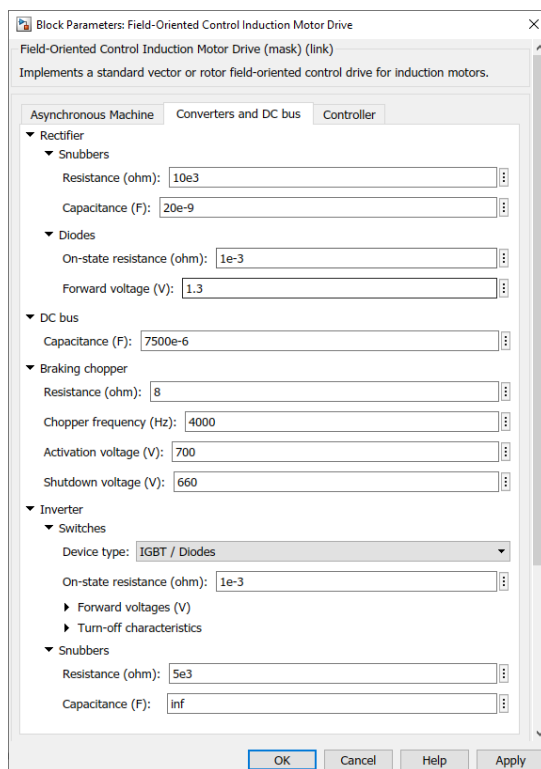 Block Parameters: Field-Oriented Control Induction Motor Drive
Field-Oriented Control Induction Motor Drive (mask) (link)
Implements a standard vector or rotor field-oriented control drive for induction motors.
Asynchronous Machine Converters and DC bus Controller
Rectifier
Snubbers
Resistance (ohm): 10e3
Capacitance (F): 20e-9
Diodes
On-state resistance (ohm): 1e-3
Forward voltage (V): 1.3
DC bus
Capacitance (F): 7500e-6
Braking chopper
Resistance (ohm): 8
Chopper frequency (Hz): 4000
Activation voltage (V): 700
Shutdown voltage (V): 660
Inverter
Switches
Device type: IGBT / Diodes
On-state resistance (ohm): 1e-3
Forward voltages (V)
Turn-off characteristics
Snubbers
Resistance (ohm): 5e3
Capacitance (F): inf
OK Cancel Help Apply